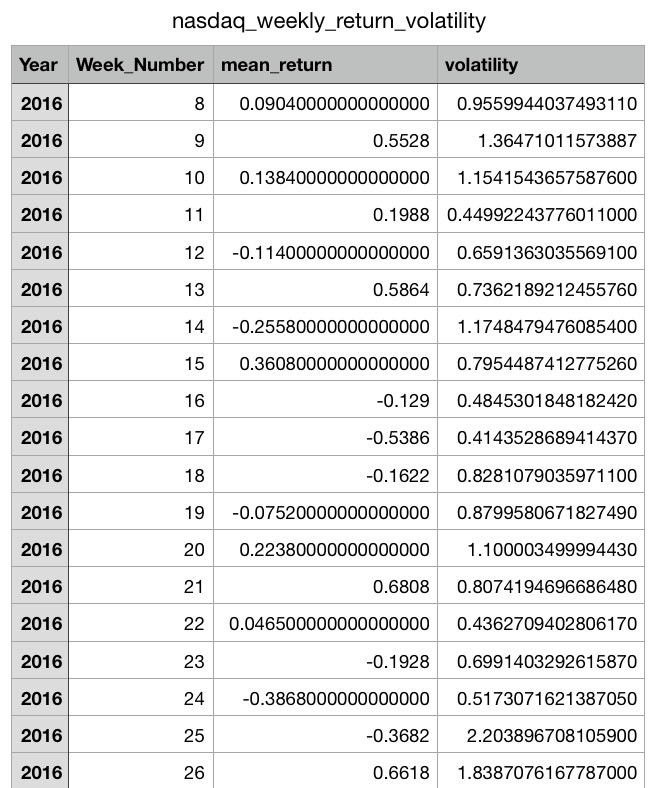 nasdaq_weekly_return_volatility
Year Week_Number mean_return volatility
2016 8 0.09040000000000000 0.9559944037493110
2016 9 0.5528 1.36471011573887
2016 10 0.13840000000000000 1.1541543657587600
2016 11 0.1988 0.44992243776011000
2016 12 -0.11400000000000000 0.6591363035569100
2016 13 0.5864 0.7362189212455760
2016 14 -0.25580000000000000 1.1748479476085400
2016 15 0.36080000000000000 0.7954487412775260
2016 16 -0.129 0.4845301848182420
2016 17 -0.5386 0.4143528689414370
2016 18 -0.1622 0.8281079035971100
2016 19 -0.07520000000000000 0.8799580671827490
2016 20 0.22380000000000000 1.100003499994430
2016 21 0.6808 0.8074194696686480
2016 22 0.046500000000000000 0.4362709402806170
2016 23 -0.1928 0.6991403292615870
2016 24 -0.3868000000000000 0.5173071621387050
2016 25 -0.3682 2.203896708105900
2016 26 0.6618 1.8387076167787000